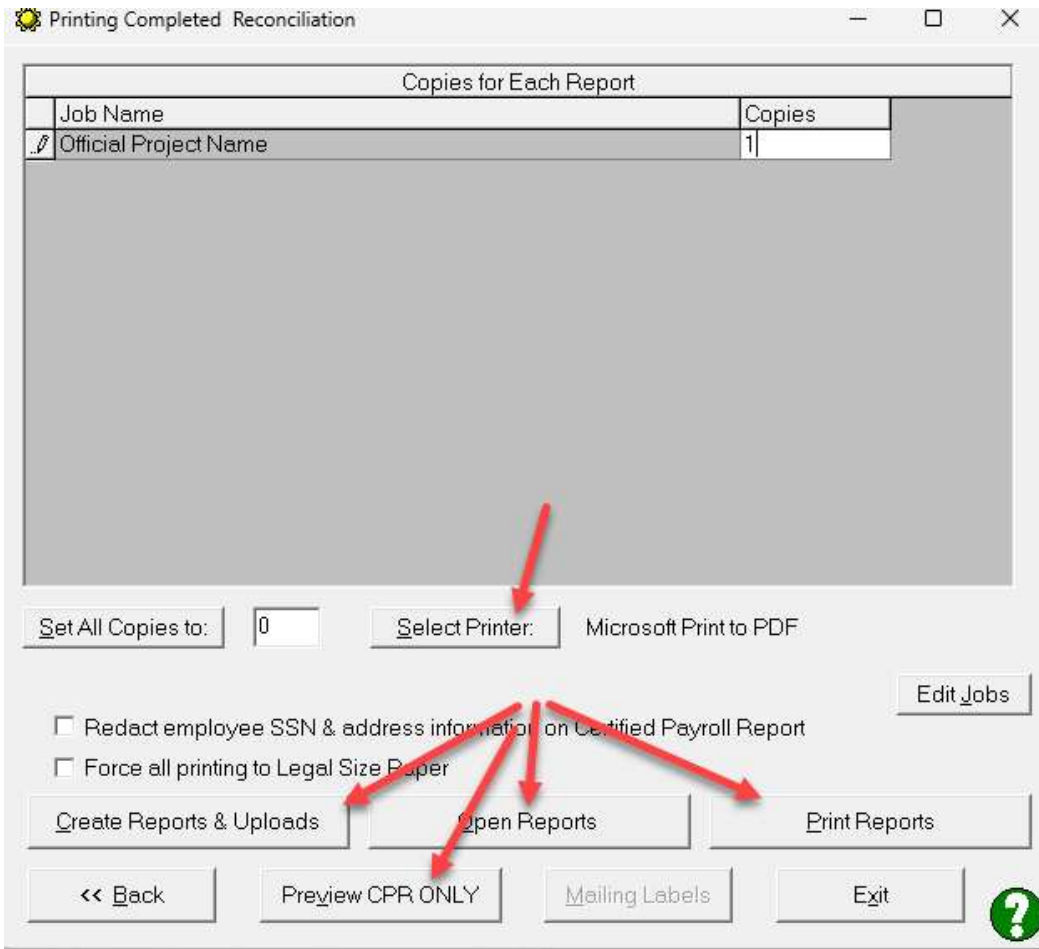 Printing Completed Reconciliation
Copies for Each Report
Job Name Copies
Official Project Name 1
Set All Copies to: 0 Select Printer: Microsoft Print to PDF
Edit Jobs
Redact employee SSN & address information on Certified Payroll Report
Force all printing to Legal Size Paper
Create Reports & Uploads Open Reports Print Reports
<< Back Preview CPR ONLY Mailing Labels Exit
?